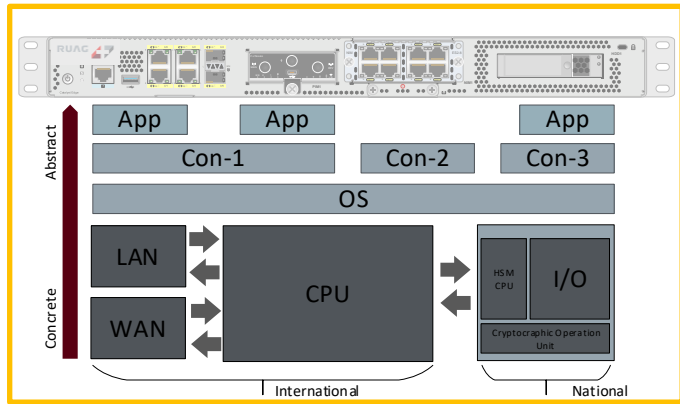 RUAG
App
App
App
Con-1
Con-2
Con-3
OS
LAN
WAN
CPU
HSM
CPU
I/O
Cryptocraphic Operation
Unit
Abstract
Concrete
International
National